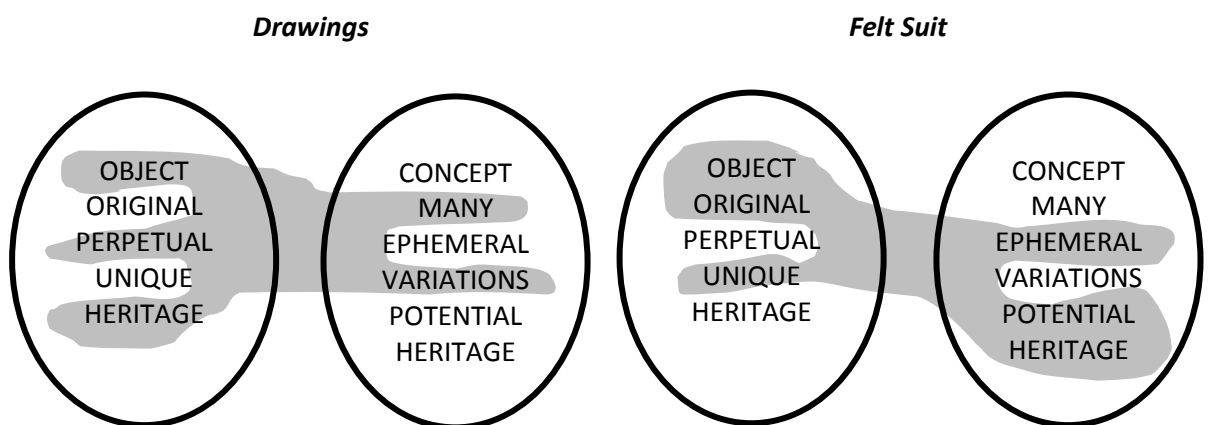 Drawings
Felt Suit
OBJECT
ORIGINAL
PERPETUAL
UNIQUE
HERITAGE
CONCEPT
MANY
EPHEMERAL
VARIATIONS
POTENTIAL
HERITAGE
OBJECT
ORIGINAL
PERPETUAL
UNIQUE
HERITAGE
CONCEPT
MANY
EPHEMERAL
VARIATIONS
POTENTIAL
HERITAGE